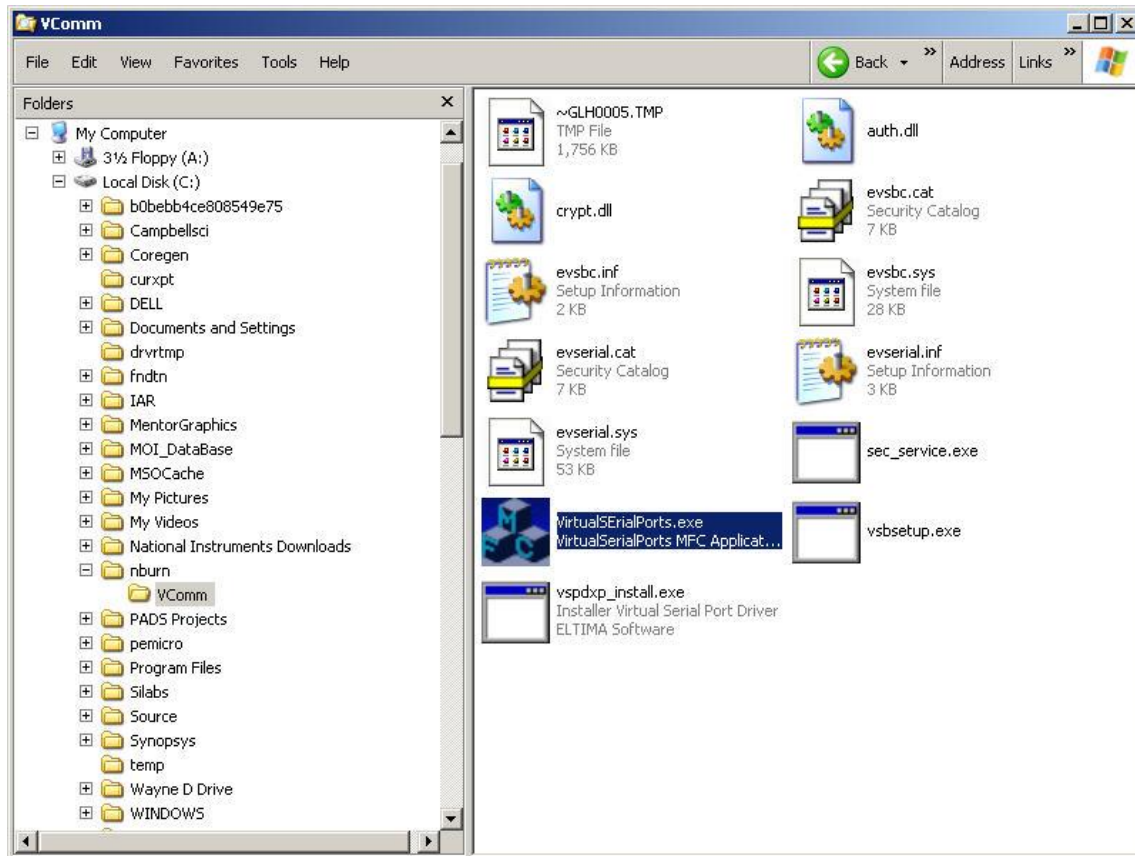 VComm
File Edit View Favorites Tools Help
Back » Address Links »
Folders
My Computer
3½ Floppy (A:)
Local Disk (C:)
b0bebb4ce808549e75
Campbellsci
Coregen
curxpt
DELL
Documents and Settings
drvrtmp
fndtn
IAR
MentorGraphics
MOI_DataBase
MSOCache
My Pictures
My Videos
National Instruments Downloads
nburn
VComm
PADS Projects
pemicro
Program Files
Silabs
Source
Synopsys
temp
Wayne D Drive
WINDOWS
~GLH0005.TMP
TMP File
1,756 KB
auth.dll
crypt.dll
evsbc.cat
Security Catalog
7 KB
evsbc.inf
Setup Information
2 KB
evsbc.sys
System file
28 KB
evserial.cat
Security Catalog
7 KB
evserial.inf
Setup Information
3 KB
evserial.sys
System file
53 KB
sec_service.exe
MFC
VirtualSErialPorts.exe
VirtualSerialPorts MFC Applicat...
vsbsetup.exe
vspdxp_install.exe
Installer Virtual Serial Port Driver
ELTIMA Software